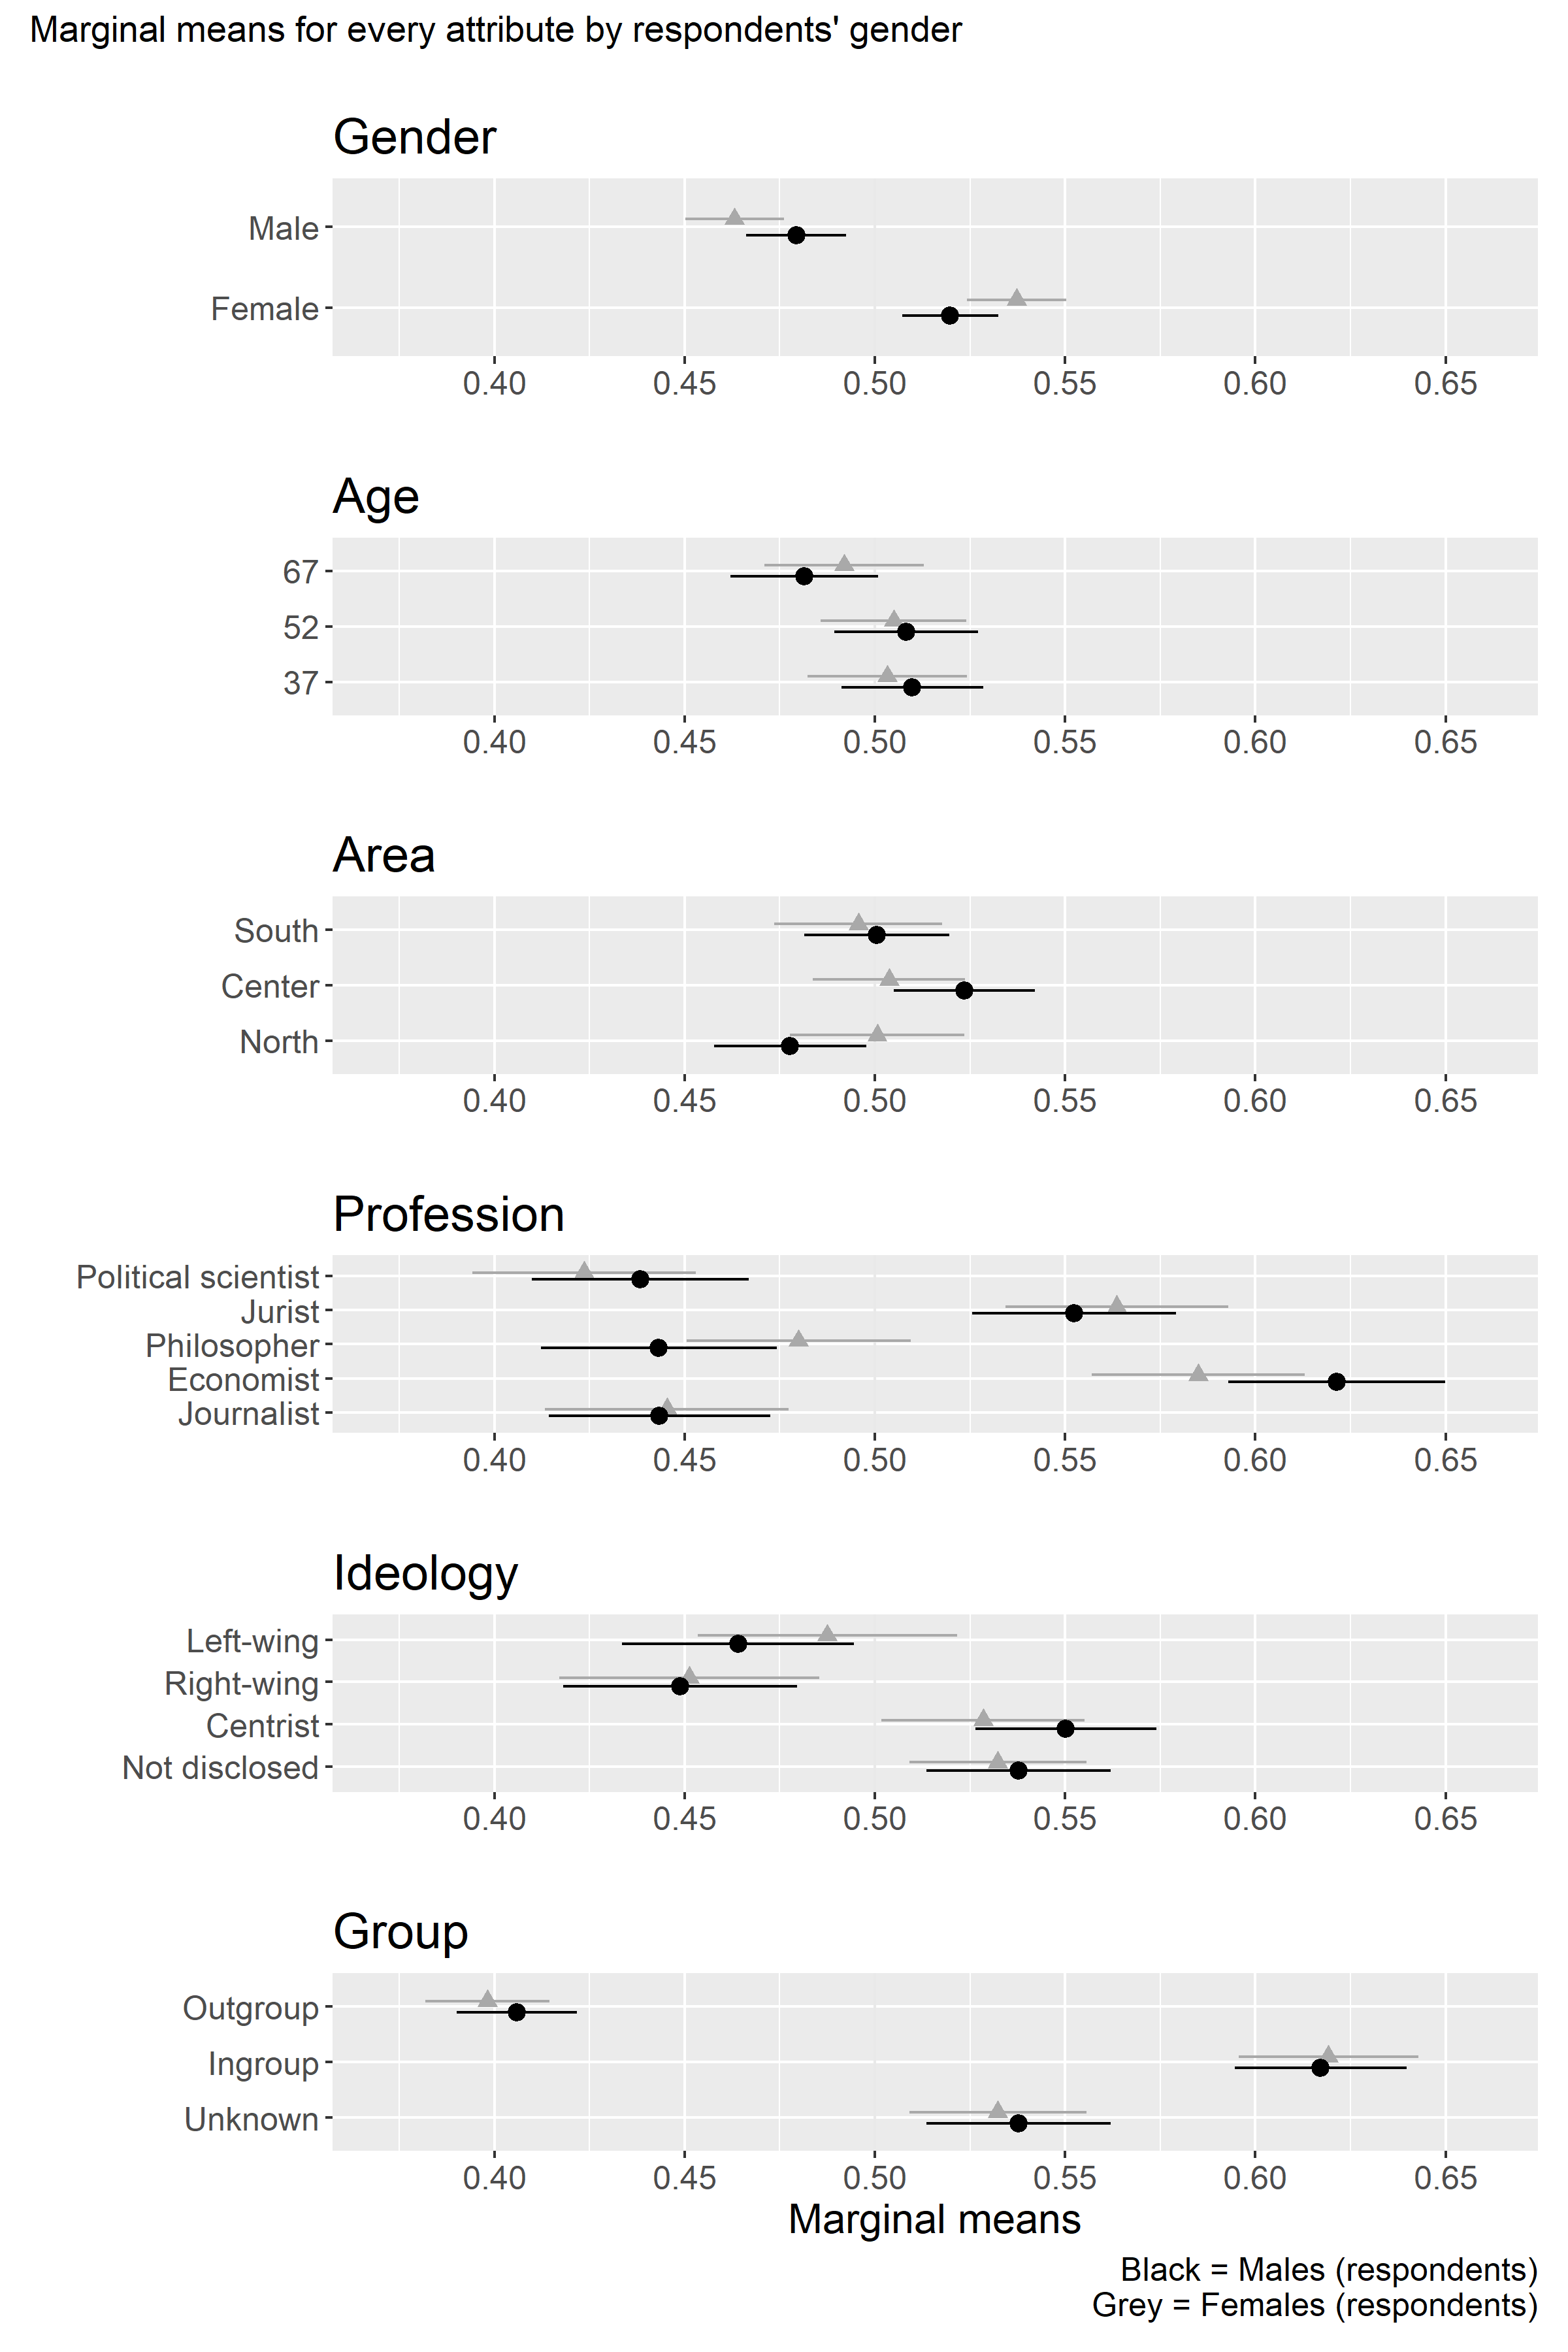 Marginal means for every attribute by respondents' gender
Gender
Male
Female
0.40 0.45 0.50 0.55 0.60 0.65
Age
67
52
37
0.40 0.45 0.50 0.55 0.60 0.65
Area
South
Center
North
0.40 0.45 0.50 0.55 0.60 0.65
Profession
Political scientist
Jurist
Philosopher
Economist
Journalist
0.40 0.45 0.50 0.55 0.60 0.65
Ideology
Left-wing
Right-wing
Centrist
Not disclosed
0.40 0.45 0.50 0.55 0.60 0.65
Group
Outgroup
Ingroup
Unknown
0.40 0.45 0.50 0.55 0.60 0.65
Marginal means
Black = Males (respondents)
Grey = Females (respondents)